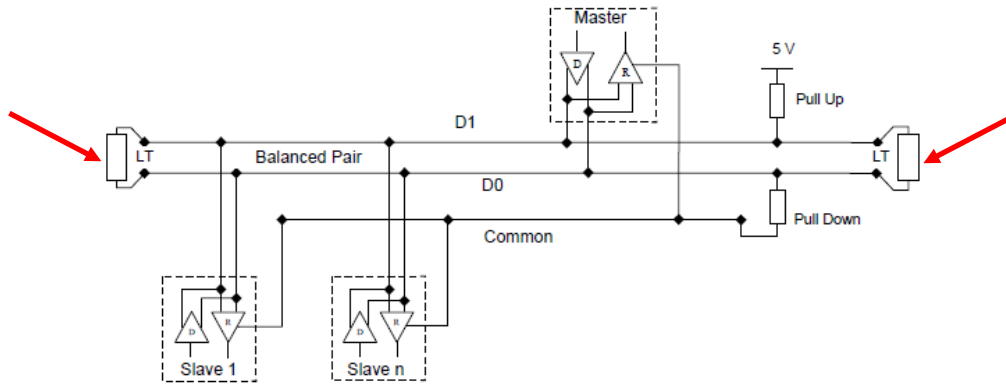 Master
D
R
5 V
Pull Up
D1
LT
Balanced Pair
LT
D0
Pull Down
Common
D
R
D
R
Slave 1
Slave n